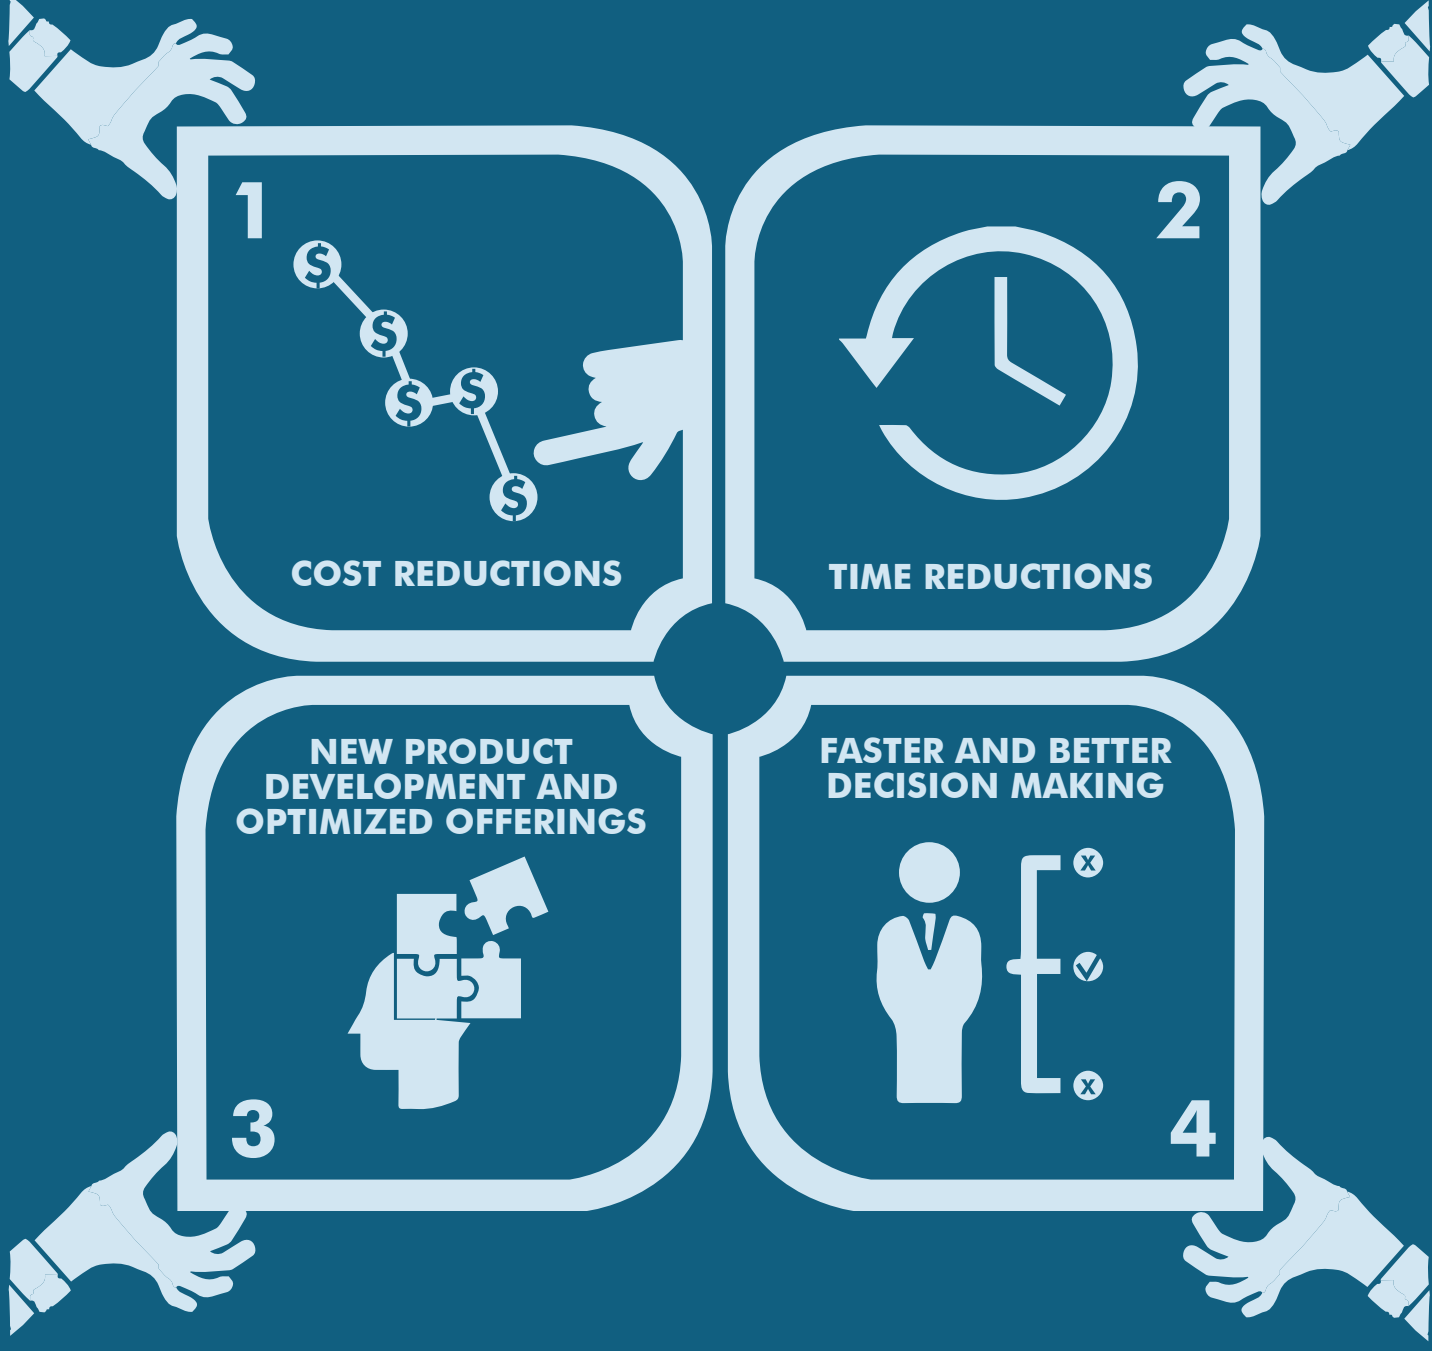 1
$
$
$
$
$
COST REDUCTIONS
2
TIME REDUCTIONS
NEW PRODUCT
DEVELOPMENT AND
OPTIMIZED OFFERINGS
3
FASTER AND BETTER
DECISION MAKING
X
X
4